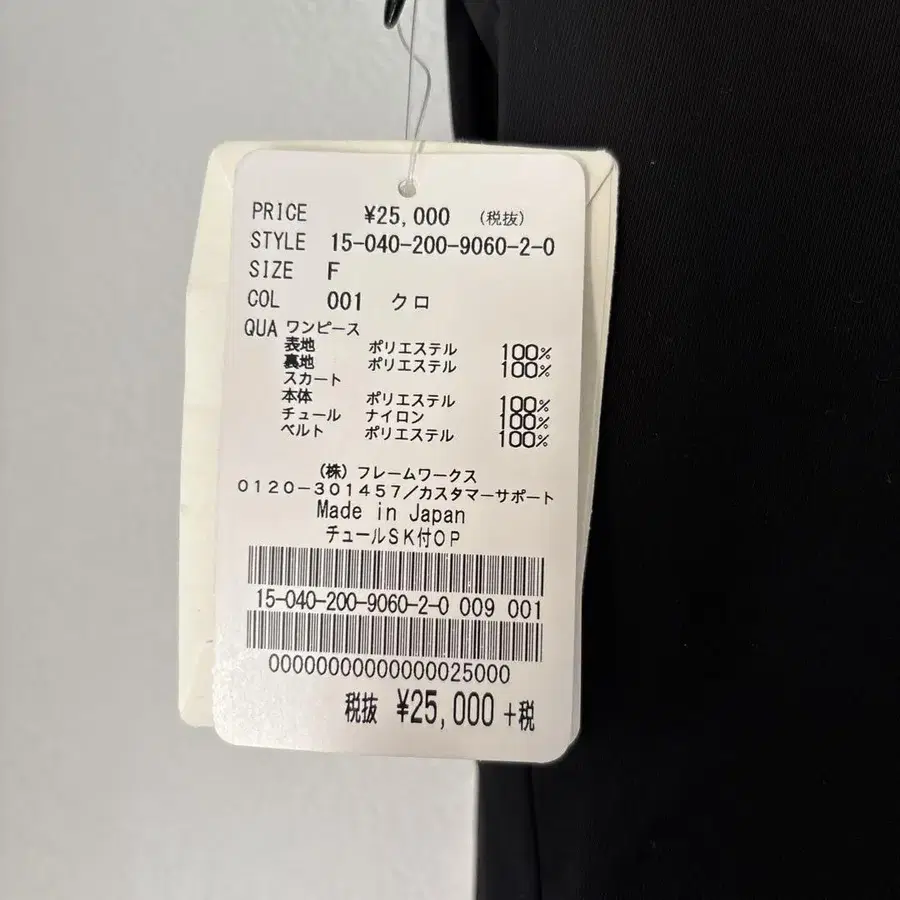 PRICE ¥25,000 (税抜)
STYLE 15-040-200-9060-2-0
SIZE F
COL 001 クロ
QUA ワンピース
表地 ポリエステル 100%
裏地 ポリエステル 100%
スカート
本体 ポリエステル 100%
チュール ナイロン 100%
ベルト ポリエステル 100%
(株)フレームワークス
0120-301457/カスタマーサポート
Made in Japan
チュールSK付OP
15-040-200-9060-2-0 009 001
00000000000000025000
税抜 ¥25,000 +税